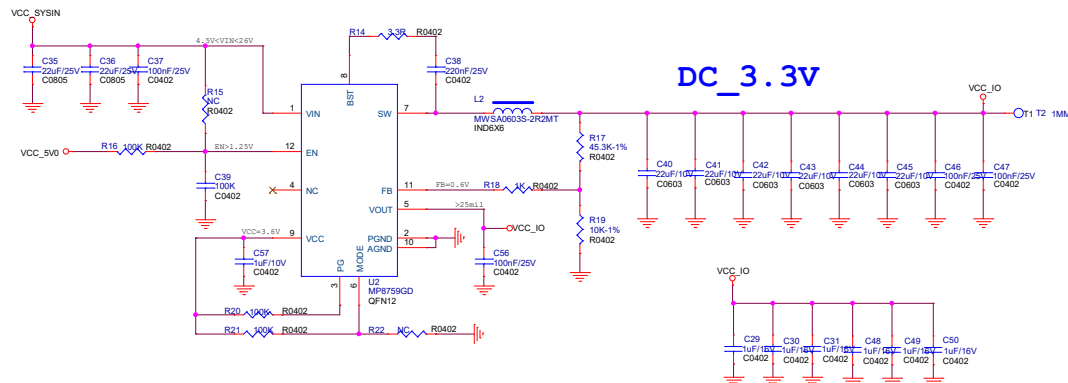 VCC_SYSIN
4.5V<VIN<26V
C35
22uF/25V
C0805
C36
22uF/25V
C0805
C37
100nF/25V
C0402
R15
NC
R0402
R14
3.3R
R0402
C38
220nF/25V
C0402
DC_3.3V
L2
MWSA0603S-2R2MT
IND6X6
VCC_IO
T1
T2
1MM
VCC_5V0
R16
100K
R0402
EN>1.25V
C39
100K
C0402
1
VIN
12
EN
4
NC
9
VCC
8
BST
7
SW
11
FB
5
VOUT
2
PGND
10
AGND
3
PG
6
MODE
U2
MP8759GD
QFN12
FB=0.6V
R18
1K
R0402
>25mil
VCC_IO
C56
100nF/25V
C0402
R17
45.3K-1%
R0402
R19
10K-1%
R0402
C40
22uF/10V
C0603
C41
22uF/10V
C0603
C42
22uF/10V
C0603
C43
22uF/10V
C0603
C44
22uF/10V
C0603
C45
22uF/10V
C0603
C46
100nF/25V
C0402
C47
100nF/25V
C0402
VCC=3.6V
C57
1uF/10V
C0402
R20
100K
R0402
R21
100K
R0402
R22
NC
R0402
VCC_IO
C29
1uF/16V
C0402
C30
1uF/16V
C0402
C31
1uF/16V
C0402
C48
1uF/16V
C0402
C49
1uF/16V
C0402
C50
1uF/16V
C0402